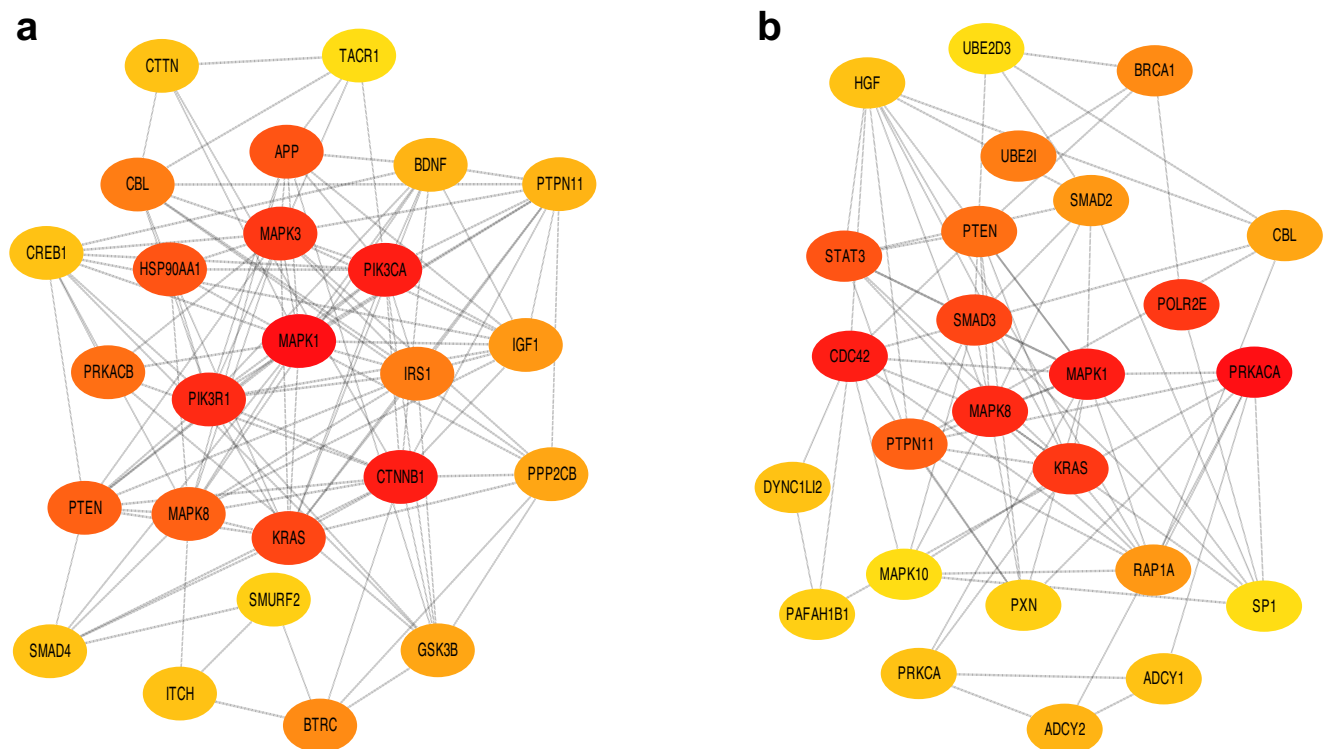 a
CTTN
TACR1
APP
BDNF
CBL
PTPN11
MAPK3
CREB1
HSP90AA1
PIK3CA
MAPK1
IGF1
PRKACB
IRS1
PIK3R1
CTNNB1
PPP2CB
PTEN
MAPK8
KRAS
SMURF2
SMAD4
GSK3B
ITCH
BTRC
b
UBE2D3
BRCA1
HGF
UBE2I
SMAD2
PTEN
CBL
STAT3
POLR2E
SMAD3
CDC42
MAPK1
PRKACA
MAPK8
PTPN11
KRAS
DYNC1LI2
MAPK10
RAP1A
PAFAH1B1
PXN
SP1
PRKCA
ADCY1
ADCY2